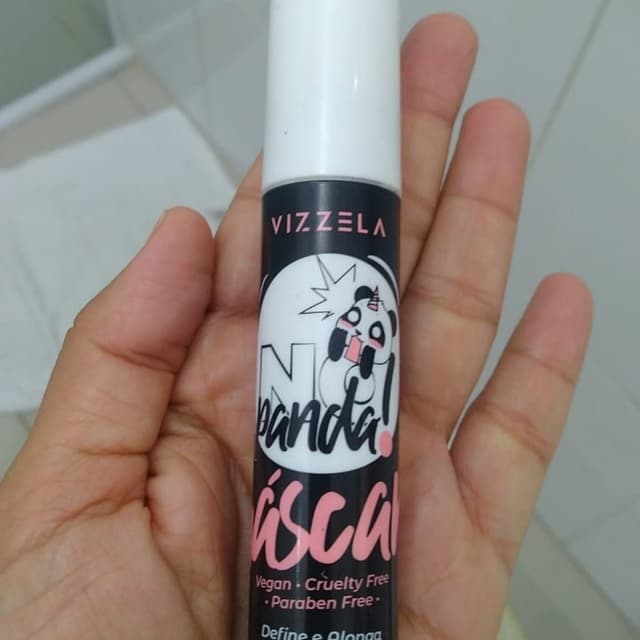 VIZZELA
NO
panda!
áscar
Vegan - Cruelty Free
• Paraben Free •
Define e Alonga